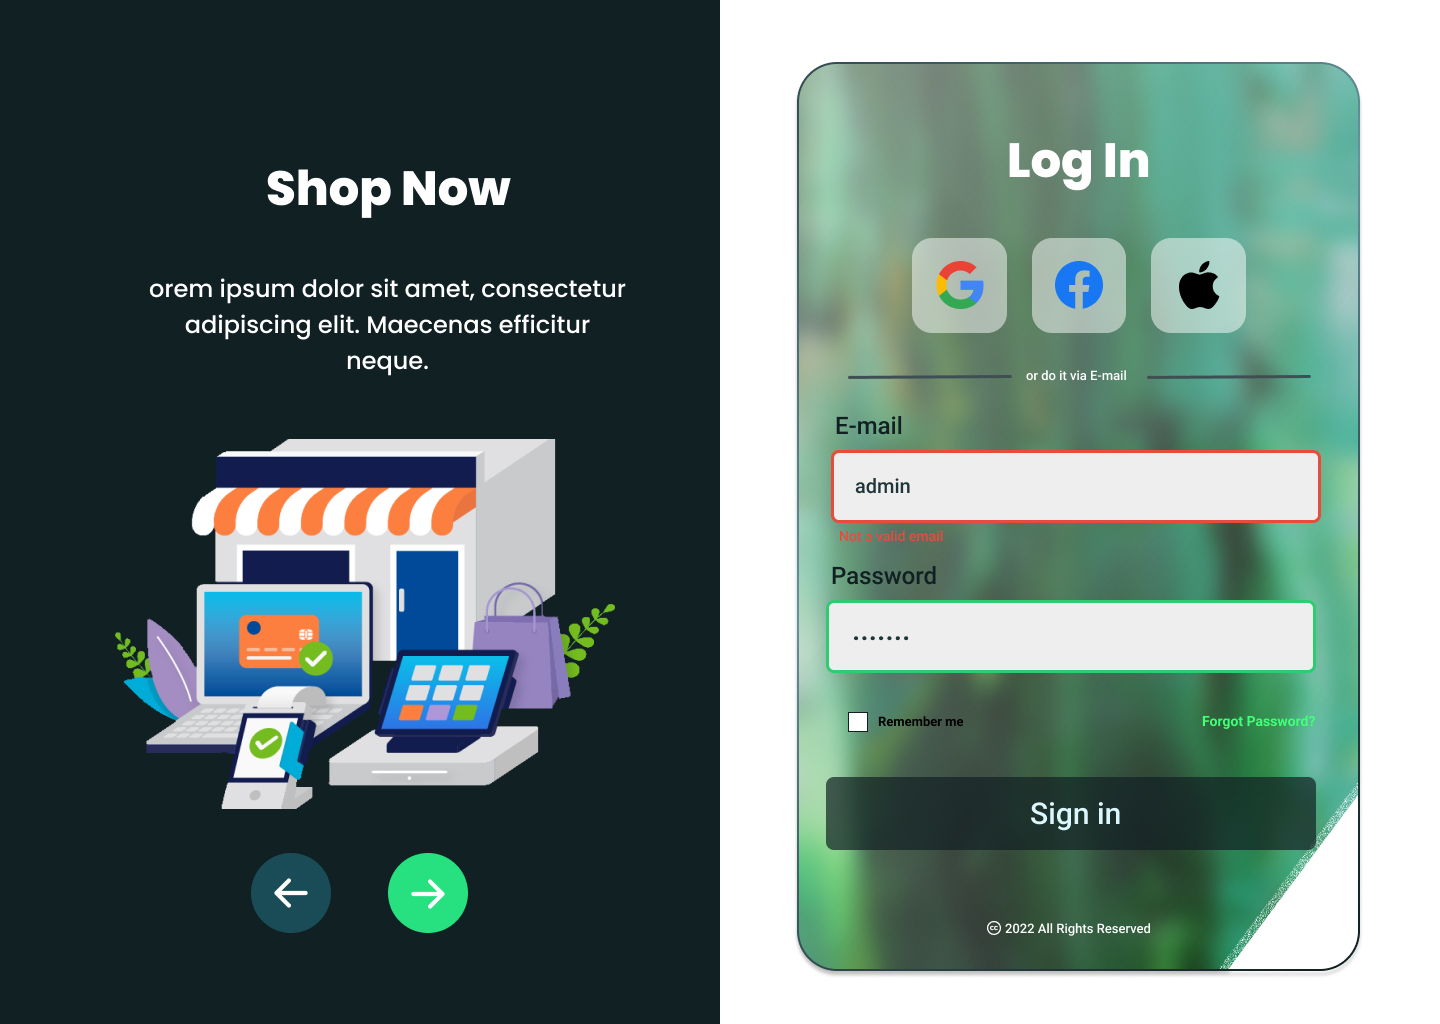 Shop Now
orem ipsum dolor sit amet, consectetur
adipiscing elit. Maecenas efficitur
neque.
Log In
or do it via E-mail
E-mail
admin
Not a valid email
Password
•••••••
Remember me
Forgot Password?
Sign in
cc 2022 All Rights Reserved